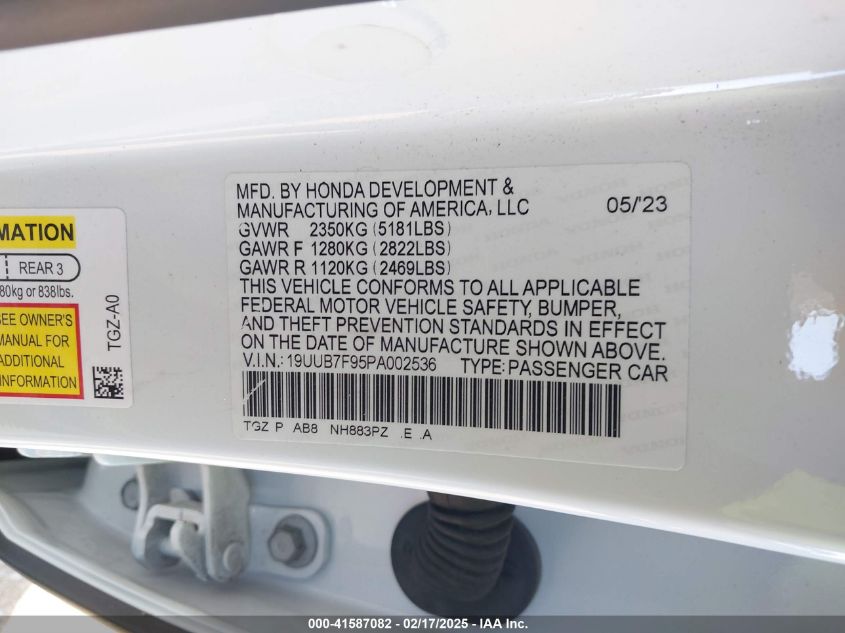 MFD. BY HONDA DEVELOPMENT &
MANUFACTURING OF AMERICA, LLC 05/'23
GVWR 2350KG (5181LBS)
GAWR F 1280KG (2822LBS)
GAWR R 1120KG (2469LBS)
THIS VEHICLE CONFORMS TO ALL APPLICABLE
FEDERAL MOTOR VEHICLE SAFETY, BUMPER,
AND THEFT PREVENTION STANDARDS IN EFFECT
ON THE DATE OF MANUFACTURE SHOWN ABOVE.
V.I.N.: 19UUB7F95PA002536 TYPE: PASSENGER CAR
TGZ P AB8 NH883PZ .E .A
MATION
REAR 3
80kg or 838lbs.
SEE OWNER'S
MANUAL FOR
ADDITIONAL
INFORMATION
TGZ-A0
000-41587082 - 02/17/2025 - IAA Inc.